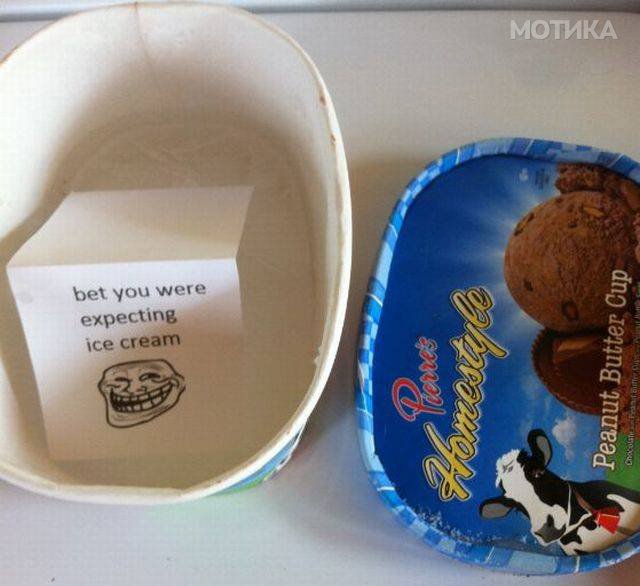 МОТИКА
bet you were
expecting
ice cream
Pierre's
Homestyle
Peanut Butter Cup